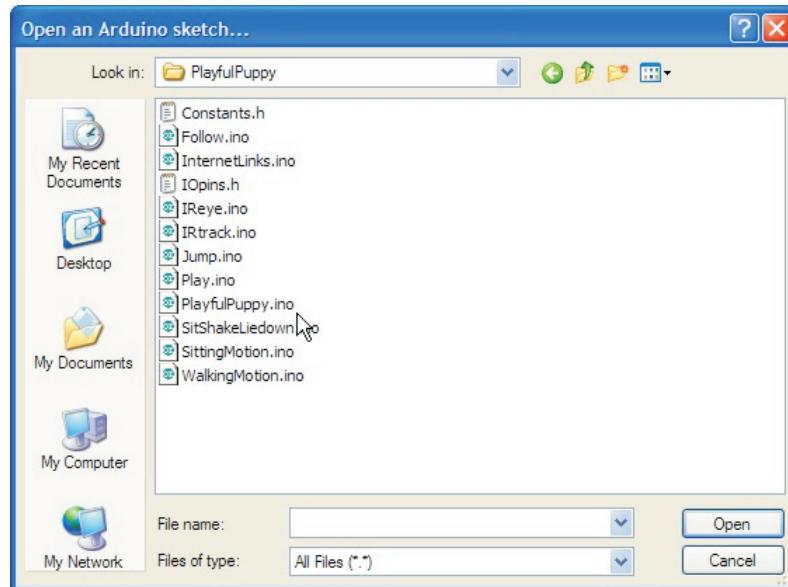 Open an Arduino sketch...
Look in: PlayfulPuppy
My Recent
Documents
Desktop
My Documents
My Computer
My Network
Constants.h
Follow.ino
InternetLinks.ino
IOpins.h
IReye.ino
IRtrack.ino
Jump.ino
Play.ino
PlayfulPuppy.ino
SitShakeLiedown.ino
SittingMotion.ino
WalkingMotion.ino
File name:
Open
Files of type: All Files (*.*)
Cancel